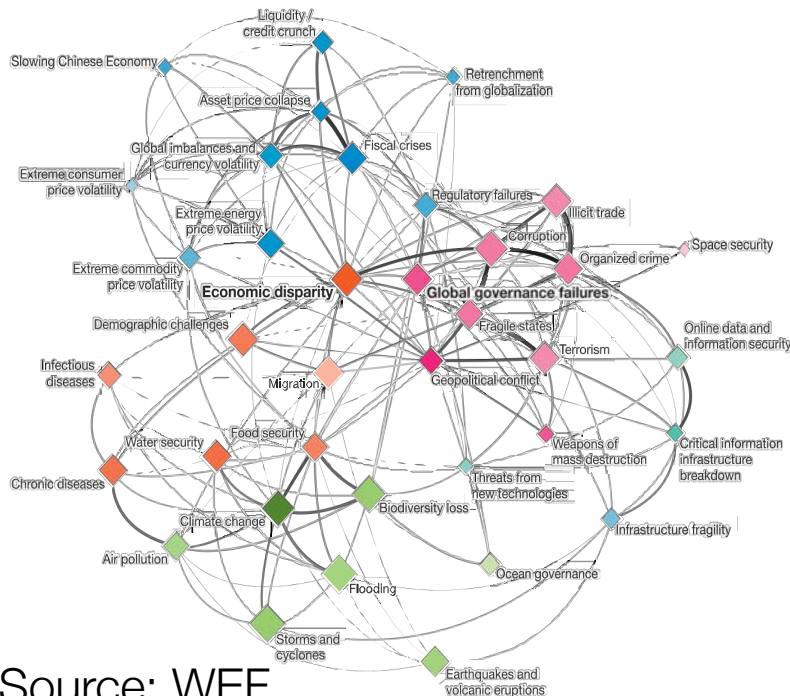 Liquidity /
credit crunch
Slowing Chinese Economy
Retrenchment
from globalization
Asset price collapse
Global imbalances and
currency volatility
Fiscal crises
Extreme consumer
price volatility
Regulatory failures
Illicit trade
Extreme energy
price volatility
Corruption
Space security
Organized crime
Extreme commodity
price volatility
Economic disparity
Global governance failures
Demographic challenges
Fragile states
Online data and
information security
Terrorism
Infectious
diseases
Migration
Geopolitical conflict
Food security
Water security
Weapons of
mass destruction
Critical information
infrastructure
breakdown
Chronic diseases
Threats from
new technologies
Biodiversity loss
Climate change
Infrastructure fragility
Air pollution
Ocean governance
Flooding
Storms and
cyclones
Earthquakes and
volcanic eruptions
Source: WEF